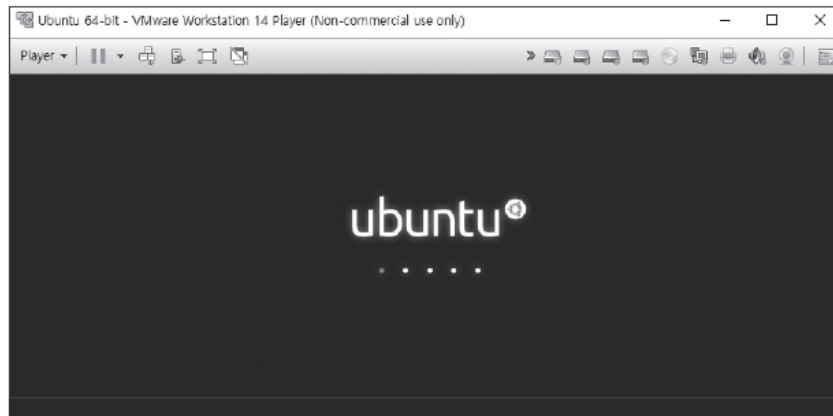 Ubuntu 64-bit - VMware Workstation 14 Player (Non-commercial use only)
Player
ubuntu